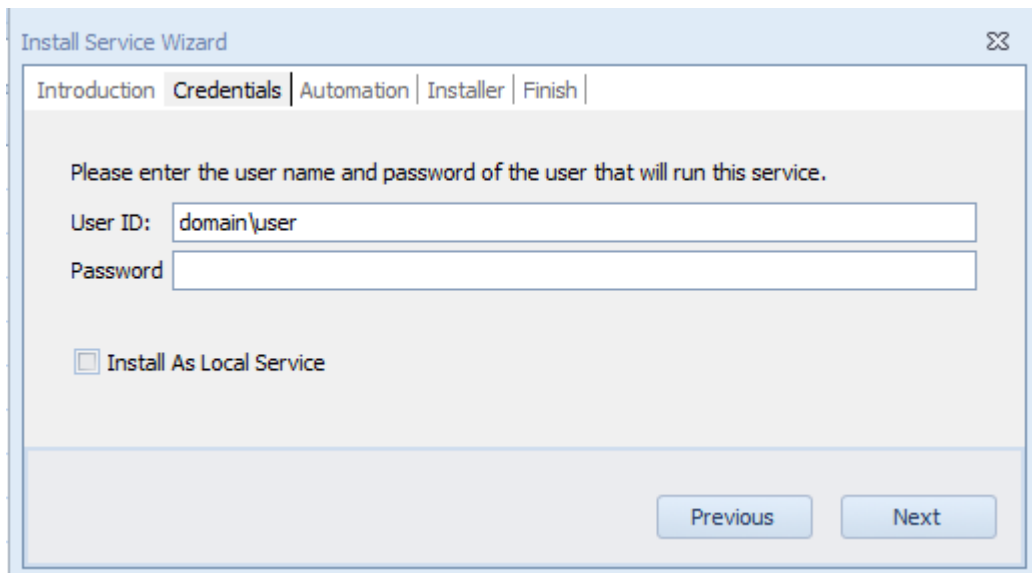 Install Service Wizard
Introduction Credentials Automation Installer Finish
Please enter the user name and password of the user that will run this service.
User ID: domain\user
Password
Install As Local Service
Previous Next